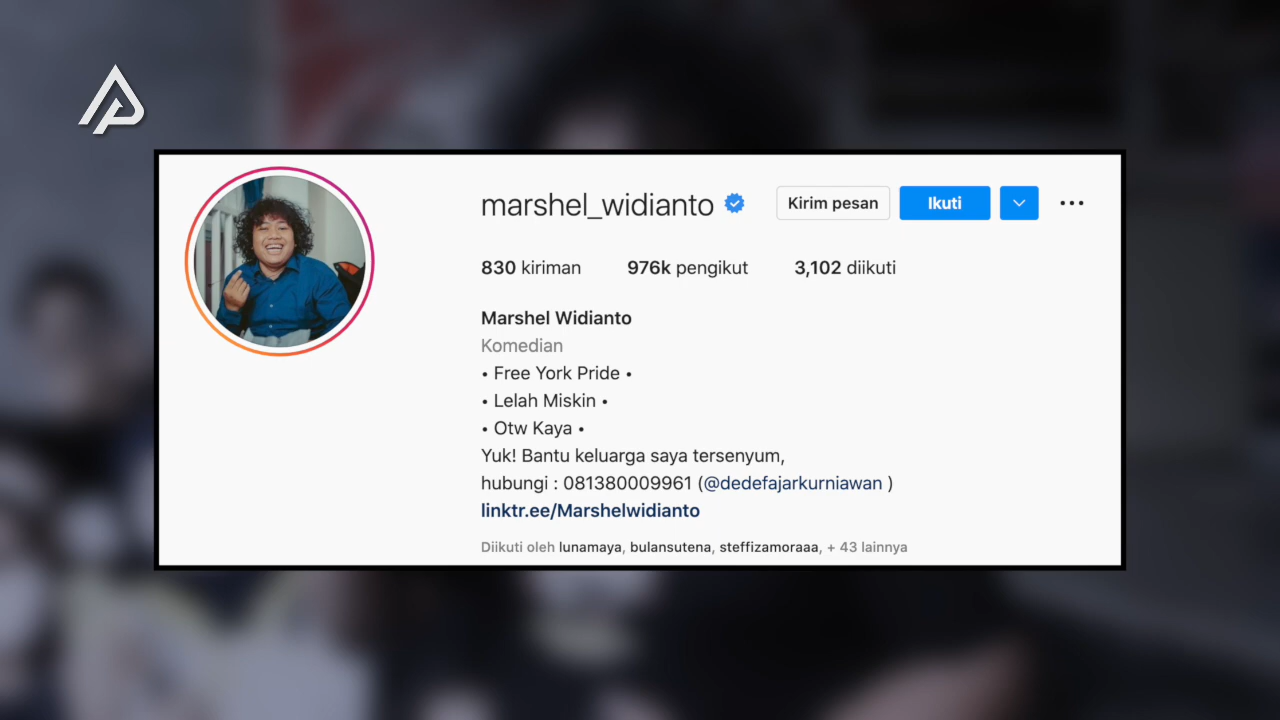 marshel_widianto Kirim pesan Ikuti
830 kiriman 976k pengikut 3,102 diikuti
Marshel Widianto
Komedian
• Free York Pride •
• Lelah Miskin •
• Otw Kaya •
Yuk! Bantu keluarga saya tersenyum,
hubungi : 081380009961 (@dedefajarkurniawan )
linktr.ee/Marshelwidianto
Diikuti oleh lunamaya, bulansutena, steffizamoraaa, + 43 lainnya